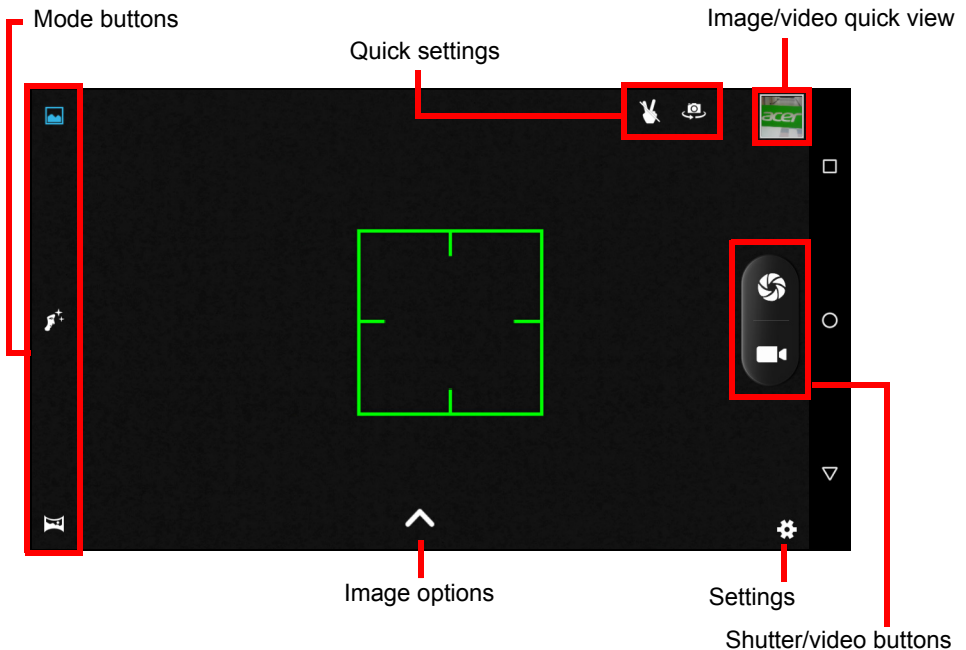 Mode buttons
Image/video quick view
Quick settings
acer
Image options
Settings
Shutter/video buttons